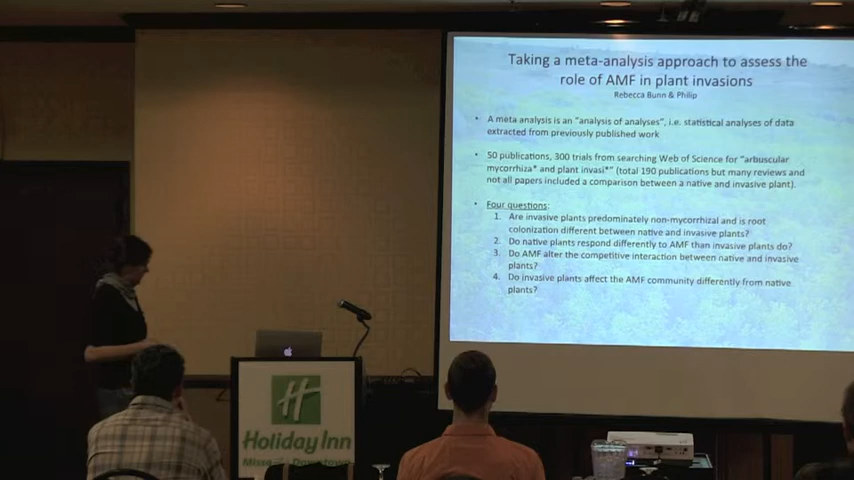 Taking a meta-analysis approach to assess the
role of AMF in plant invasions
Rebecca Bunn & Philip
• A meta analysis is an "analysis of analyses", i.e. statistical analyses of data
extracted from previously published work
• 50 publications, 300 trials from searching Web of Science for "arbuscular
mycorrhiza* and plant invasi*" (total 190 publications but many reviews and
not all papers included a comparison between a native and invasive plant).
• Four questions:
1. Are invasive plants predominately non-mycorrhizal and is root
colonization different between native and invasive plants?
2. Do native plants respond differently to AMF than invasive plants do?
3. Do AMF alter the competitive interaction between native and invasive
plants?
4. Do invasive plants affect the AMF community differently from native
plants?
H
Holiday Inn